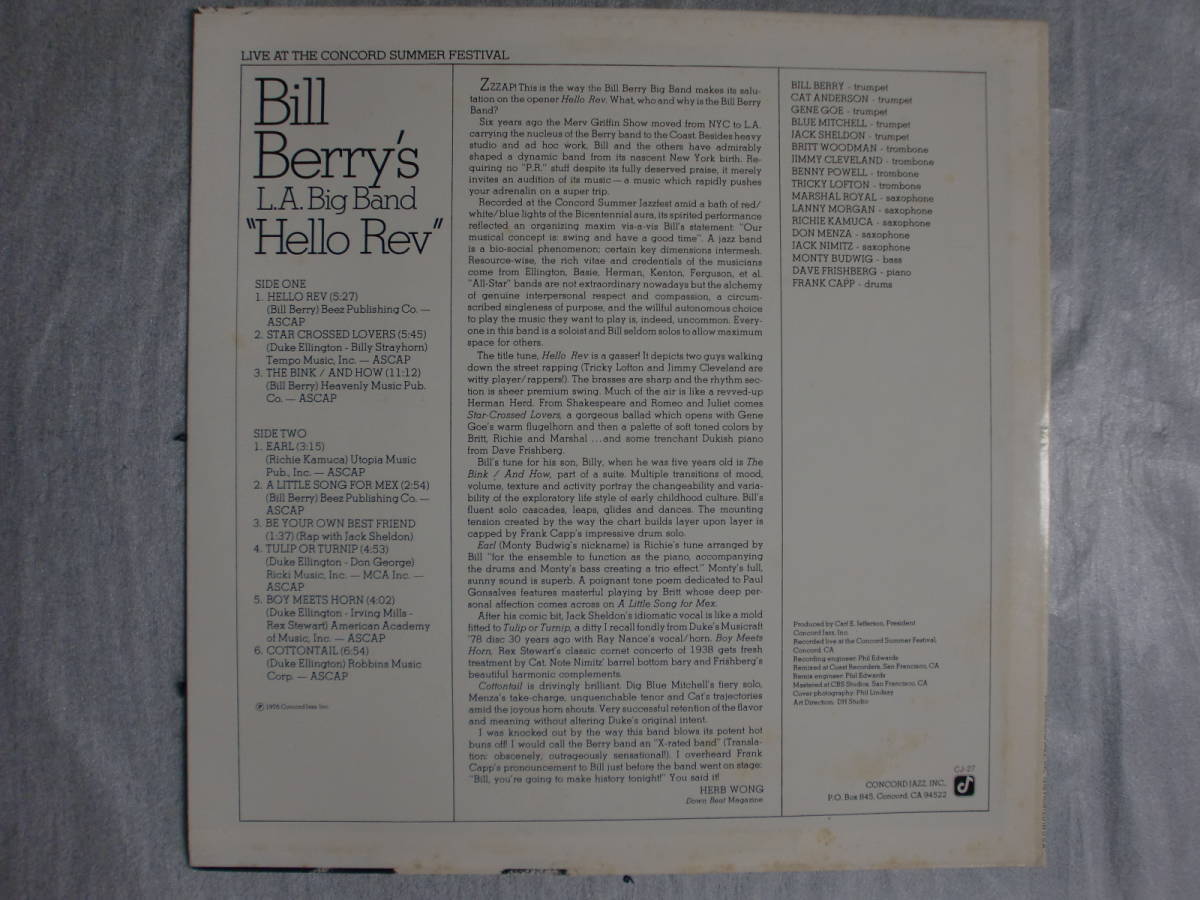 LIVE AT THE CONCORD SUMMER FESTIVAL
Bill
Berry's
L.A. Big Band
"Hello Rev"
SIDE ONE
1. HELLO REV (5:27)
(Bill Berry) Beez Publishing Co. —
ASCAP
2. STAR CROSSED LOVERS (5:45)
(Duke Ellington - Billy Strayhorn)
Tempo Music, Inc. — ASCAP
3. THE BINK / AND HOW (11:12)
(Bill Berry) Heavenly Music Pub.
Co. — ASCAP
SIDE TWO
1. EARL (3:15)
(Richie Kamuca) Utopia Music
Pub., Inc. — ASCAP
2. A LITTLE SONG FOR MEX (2:54)
(Bill Berry) Beez Publishing Co. —
ASCAP
3. BE YOUR OWN BEST FRIEND
(1:37) (Rap with Jack Sheldon)
4. TULIP OR TURNIP (4:53)
(Duke Ellington - Don George)
Ricki Music, Inc. — MCA Inc. —
ASCAP
5. BOY MEETS HORN (4:02)
(Duke Ellington - Irving Mills -
Rex Stewart) American Academy
of Music, Inc. — ASCAP
6. COTTONTAIL (6:54)
(Duke Ellington) Robbins Music
Corp. — ASCAP
℗ 1976 Concord Jazz Inc.
ZZZAP! This is the way the Bill Berry Big Band makes its salu-
tation on the opener Hello Rev. What, who and why is the Bill Berry
Band?
Six years ago the Merv Griffin Show moved from NYC to L.A.
carrying the nucleus of the Berry band to the Coast. Besides heavy
studio and ad hoc work, Bill and the others have admirably
shaped a dynamic band from its nascent New York birth. Re-
quiring no "P.R." stuff despite its fully deserved praise, it merely
invites an audition of its music — a music which rapidly pushes
your adrenalin on a super trip.
Recorded at the Concord Summer Jazzfest amid a bath of red/
white/blue lights of the Bicentennial aura, its spirited performance
reflected an organizing maxim vis-a-vis Bill's statement: "Our
musical concept is: swing and have a good time". A jazz band
is a bio-social phenomenon; certain key dimensions intermesh.
Resource-wise, the rich vitae and credentials of the musicians
come from Ellington, Basie, Herman, Kenton, Ferguson, et al.
"All-Star" bands are not extraordinary nowadays but the alchemy
of genuine interpersonal respect and compassion, a circum-
scribed singleness of purpose, and the willful autonomous choice
to play the music they want to play is, indeed, uncommon. Every-
one in this band is a soloist and Bill seldom solos to allow maximum
space for others.
The title tune, Hello Rev is a gasser! It depicts two guys walking
down the street rapping (Tricky Lofton and Jimmy Cleveland are
witty player/rappers!). The brasses are sharp and the rhythm sec-
tion is sheer premium swing. Much of the air is like a revved-up
Herman Herd. From Shakespeare and Romeo and Juliet comes
Star-Crossed Lovers, a gorgeous ballad which opens with Gene
Goe's warm flugelhorn and then a palette of soft toned colors by
Britt, Richie and Marshal ...and some trenchant Dukish piano
from Dave Frishberg.
Bill's tune for his son, Billy, when he was five years old is The
Bink / And How, part of a suite. Multiple transitions of mood,
volume, texture and activity portray the changeability and varia-
bility of the exploratory life style of early childhood culture. Bill's
fluent solo cascades, leaps, glides and dances. The mounting
tension created by the way the chart builds layer upon layer is
capped by Frank Capp's impressive drum solo.
Earl (Monty Budwig's nickname) is Richie's tune arranged by
Bill "for the ensemble to function as the piano, accompanying
the drums and Monty's bass creating a trio effect." Monty's full,
sunny sound is superb. A poignant tone poem dedicated to Paul
Gonsalves features masterful playing by Britt whose deep per-
sonal affection comes across on A Little Song for Mex.
After his comic bit, Jack Sheldon's idiomatic vocal is like a mold
fitted to Tulip or Turnip, a ditty I recall fondly from Duke's Musicraft
'78 disc 30 years ago with Ray Nance's vocal/horn. Boy Meets
Horn, Rex Stewart's classic cornet concerto of 1938 gets fresh
treatment by Cat. Note Nimitz' barrel bottom bary and Frishberg's
beautiful harmonic complements.
Cottontail is drivingly brilliant. Dig Blue Mitchell's fiery solo,
Menza's take-charge, unquenchable tenor and Cat's trajectories
amid the joyous horn shouts. Very successful retention of the flavor
and meaning without altering Duke's original intent.
I was knocked out by the way this band blows its potent hot
buns off! I would call the Berry band an "X-rated band" (Transla-
tion: obscenely, outrageously sensational!). I overheard Frank
Capp's pronouncement to Bill just before the band went on stage:
"Bill, you're going to make history tonight!" You said it!
HERB WONG
Down Beat Magazine
BILL BERRY - trumpet
CAT ANDERSON - trumpet
GENE GOE - trumpet
BLUE MITCHELL - trumpet
JACK SHELDON - trumpet
BRITT WOODMAN - trombone
JIMMY CLEVELAND - trombone
BENNY POWELL - trombone
TRICKY LOFTON - trombone
MARSHAL ROYAL - saxophone
LANNY MORGAN - saxophone
RICHIE KAMUCA - saxophone
DON MENZA - saxophone
JACK NIMITZ - saxophone
MONTY BUDWIG - bass
DAVE FRISHBERG - piano
FRANK CAPP - drums
Produced by Carl E. Jefferson, President
Concord Jazz, Inc.
Recorded live at the Concord Summer Festival,
Concord, CA
Recording engineer: Phil Edwards
Remixed at Coast Recorders, San Francisco, CA
Remix engineer: Phil Edwards
Mastered at CBS Studios, San Francisco, CA
Cover photography: Phil Lindsay
Art Direction: DH Studio
CJ-27
CONCORD JAZZ, INC.
P.O. Box 845, Concord, CA 94522